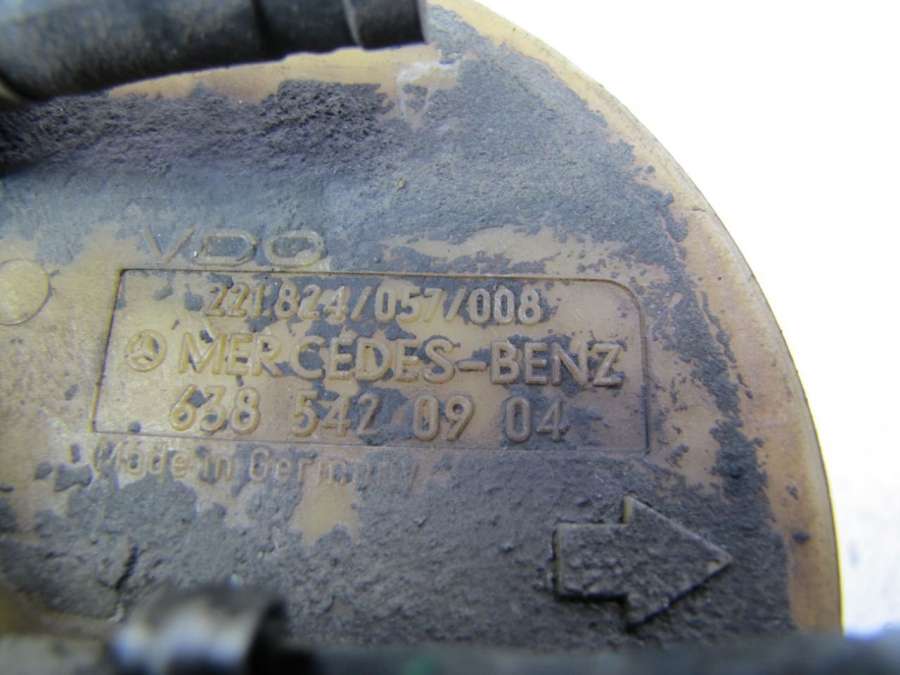 VDO
221.824/057/008
MERCEDES-BENZ
638 542 09 04
Made in Germany